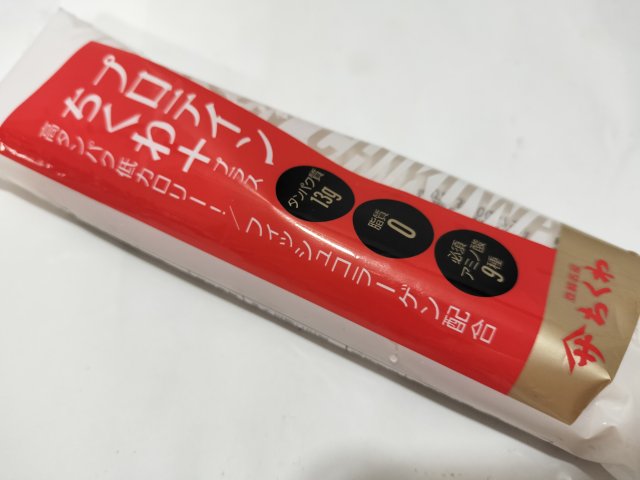 プロテイン
ちくわ+プラス
高タンパク低カロリー!/フィッシュコラーゲン配合
タンパク質
13g
脂質
0
必須
アミノ酸
9種
ちくわ